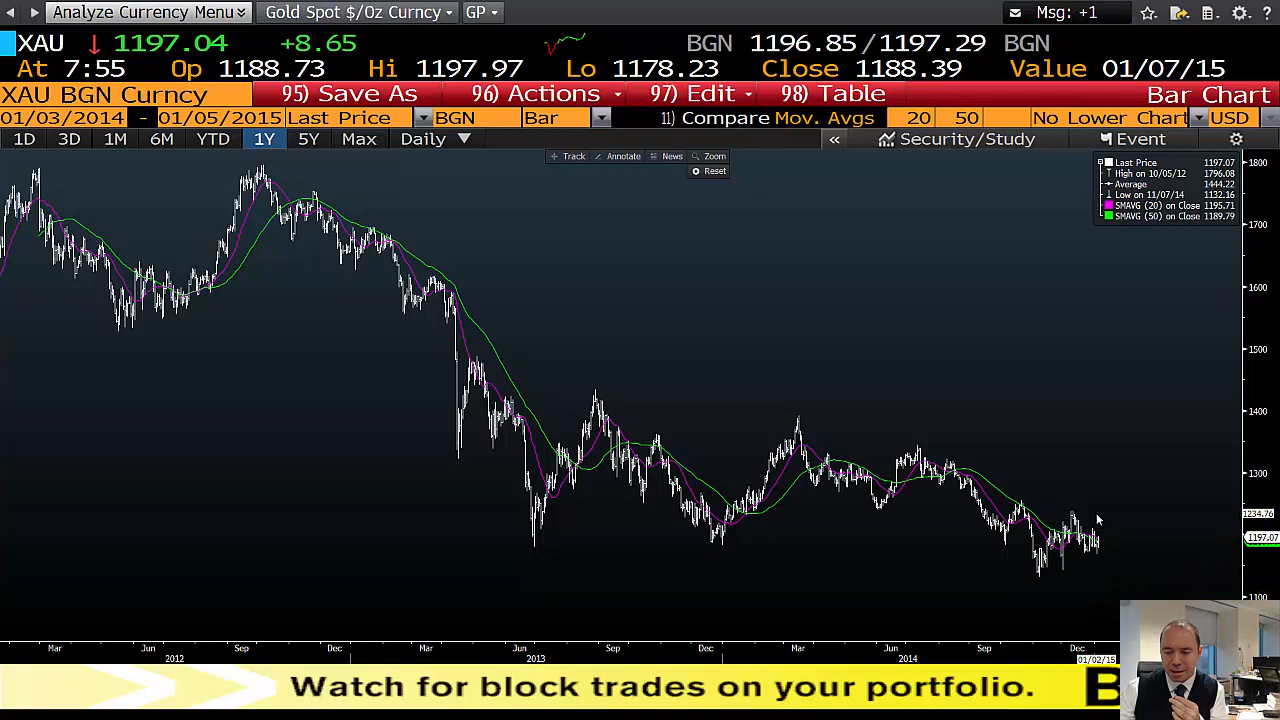 Analyze Currency Menu Gold Spot $/Oz Curncy GP Msg: +1 ?
XAU 1197.04 +8.65 BGN 1196.85/1197.29 BGN
At 7:55 Op 1188.73 Hi 1197.97 Lo 1178.23 Close 1188.39 Value 01/07/15
XAU BGN Curncy 95) Save As 96) Actions 97) Edit 98) Table Bar Chart
01/03/2014 - 01/05/2015 Last Price BGN Bar 11) Compare Mov. Avgs 20 50 No Lower Chart USD
1D 3D 1M 6M YTD 1Y 5Y Max Daily « Security/Study Event
Track Annotate News Zoom
Reset
Last Price 1197.07
High on 10/05/12 1796.08
Average 1444.22
Low on 11/07/14 1132.16
SMAVG (20) on Close 1195.71
SMAVG (50) on Close 1189.79
1800
1700
1600
1500
1400
1300
1234.76
1197.07
1100
Mar Jun Sep Dec Mar Jun Sep Dec Mar Jun Sep Dec
2012 2013 2014 01/02/15
Watch for block trades on your portfolio. B